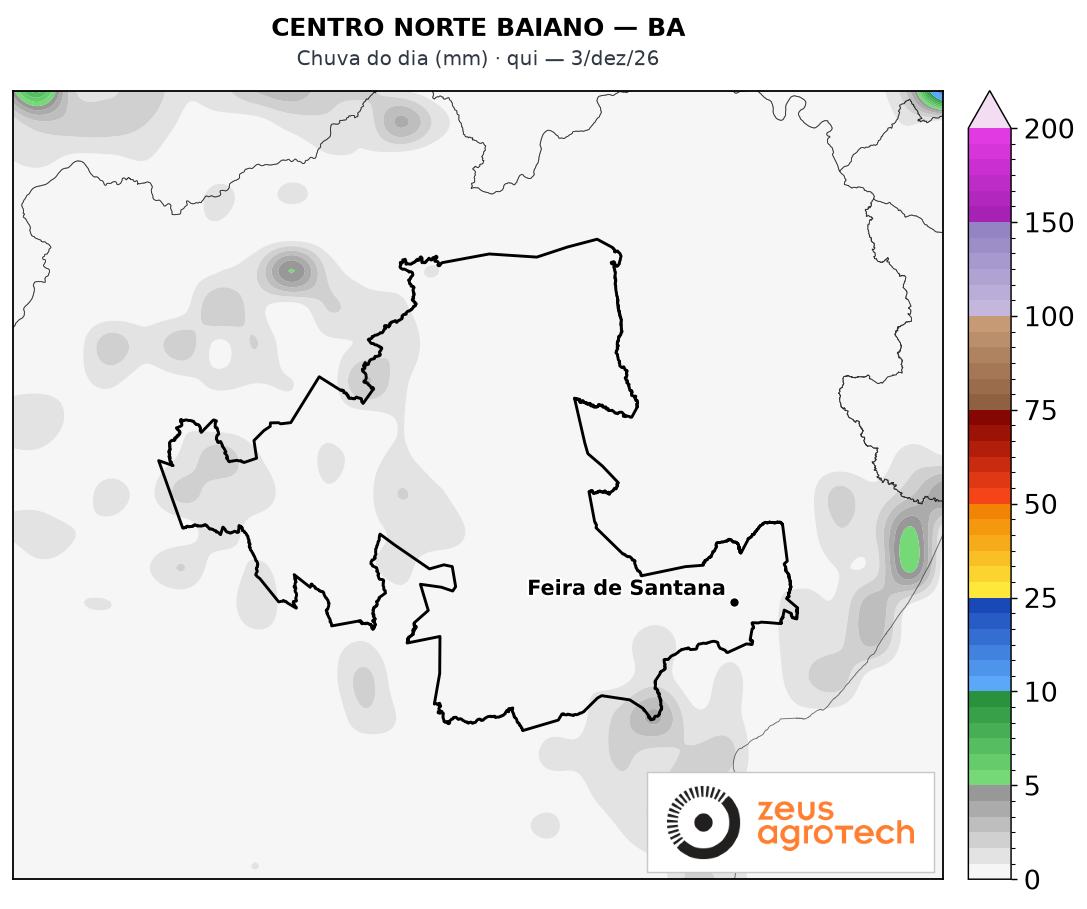 CENTRO NORTE BAIANO — BA
Chuva do dia (mm) · qui — 3/dez/26
200
150
100
75
50
25
10
5
0
Feira de Santana
zeus
agrotech